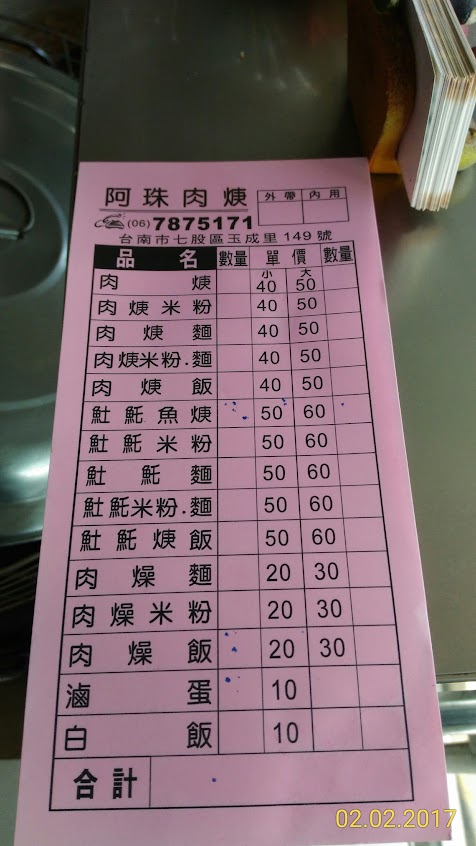 阿珠肉焿 外帶 內用
(06)7875171
台南市七股區玉成里149號
品名 數量 單價 數量
小 大
肉焿 40 50
肉焿米粉 40 50
肉焿麵 40 50
肉焿米粉.麵 40 50
肉焿飯 40 50
魟魠魚焿 50 60
魟魠米粉 50 60
魟魠麵 50 60
魟魠米粉.麵 50 60
魟魠焿飯 50 60
肉燥麵 20 30
肉燥米粉 20 30
肉燥飯 20 30
滷蛋 10
白飯 10
合計
02.02.2017